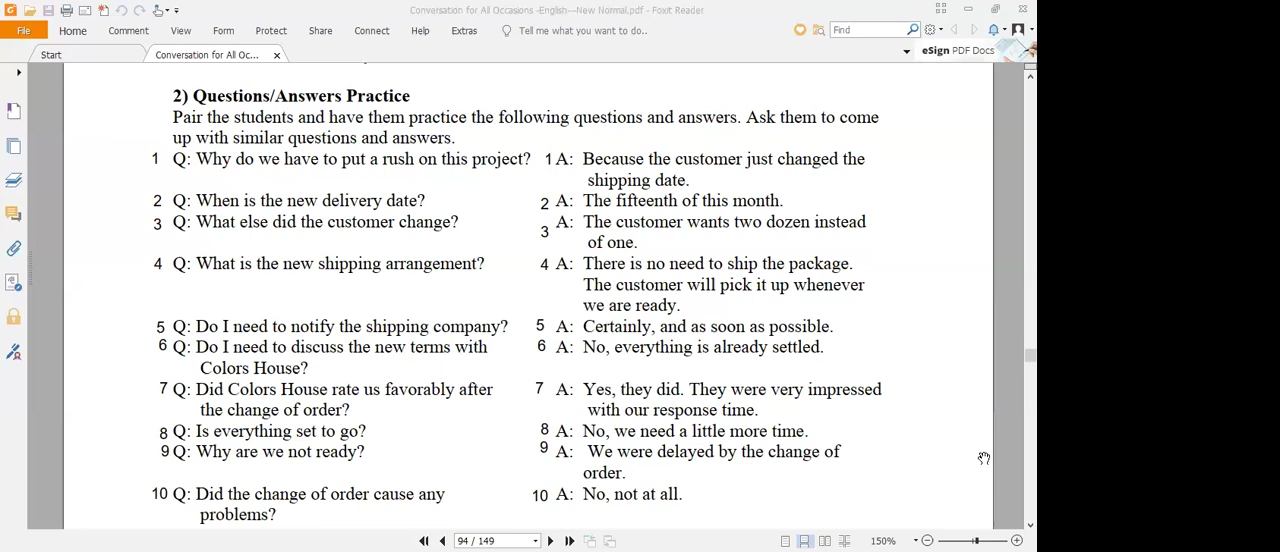 Conversation for All Occasions -English---New Normal.pdf - Foxit Reader
File Home Comment View Form Protect Share Connect Help Extras Tell me what you want to do.. Find
Start Conversation for All Oc... eSign PDF Docs
2) Questions/Answers Practice
Pair the students and have them practice the following questions and answers. Ask them to come
up with similar questions and answers.
1 Q: Why do we have to put a rush on this project? 1 A: Because the customer just changed the
shipping date.
2 Q: When is the new delivery date? 2 A: The fifteenth of this month.
3 Q: What else did the customer change? 3 A: The customer wants two dozen instead
of one.
4 Q: What is the new shipping arrangement? 4 A: There is no need to ship the package.
The customer will pick it up whenever
we are ready.
5 Q: Do I need to notify the shipping company? 5 A: Certainly, and as soon as possible.
6 Q: Do I need to discuss the new terms with 6 A: No, everything is already settled.
Colors House?
7 Q: Did Colors House rate us favorably after 7 A: Yes, they did. They were very impressed
the change of order? with our response time.
8 Q: Is everything set to go? 8 A: No, we need a little more time.
9 Q: Why are we not ready? 9 A: We were delayed by the change of
order.
10 Q: Did the change of order cause any 10 A: No, not at all.
problems?
94 / 149 150%